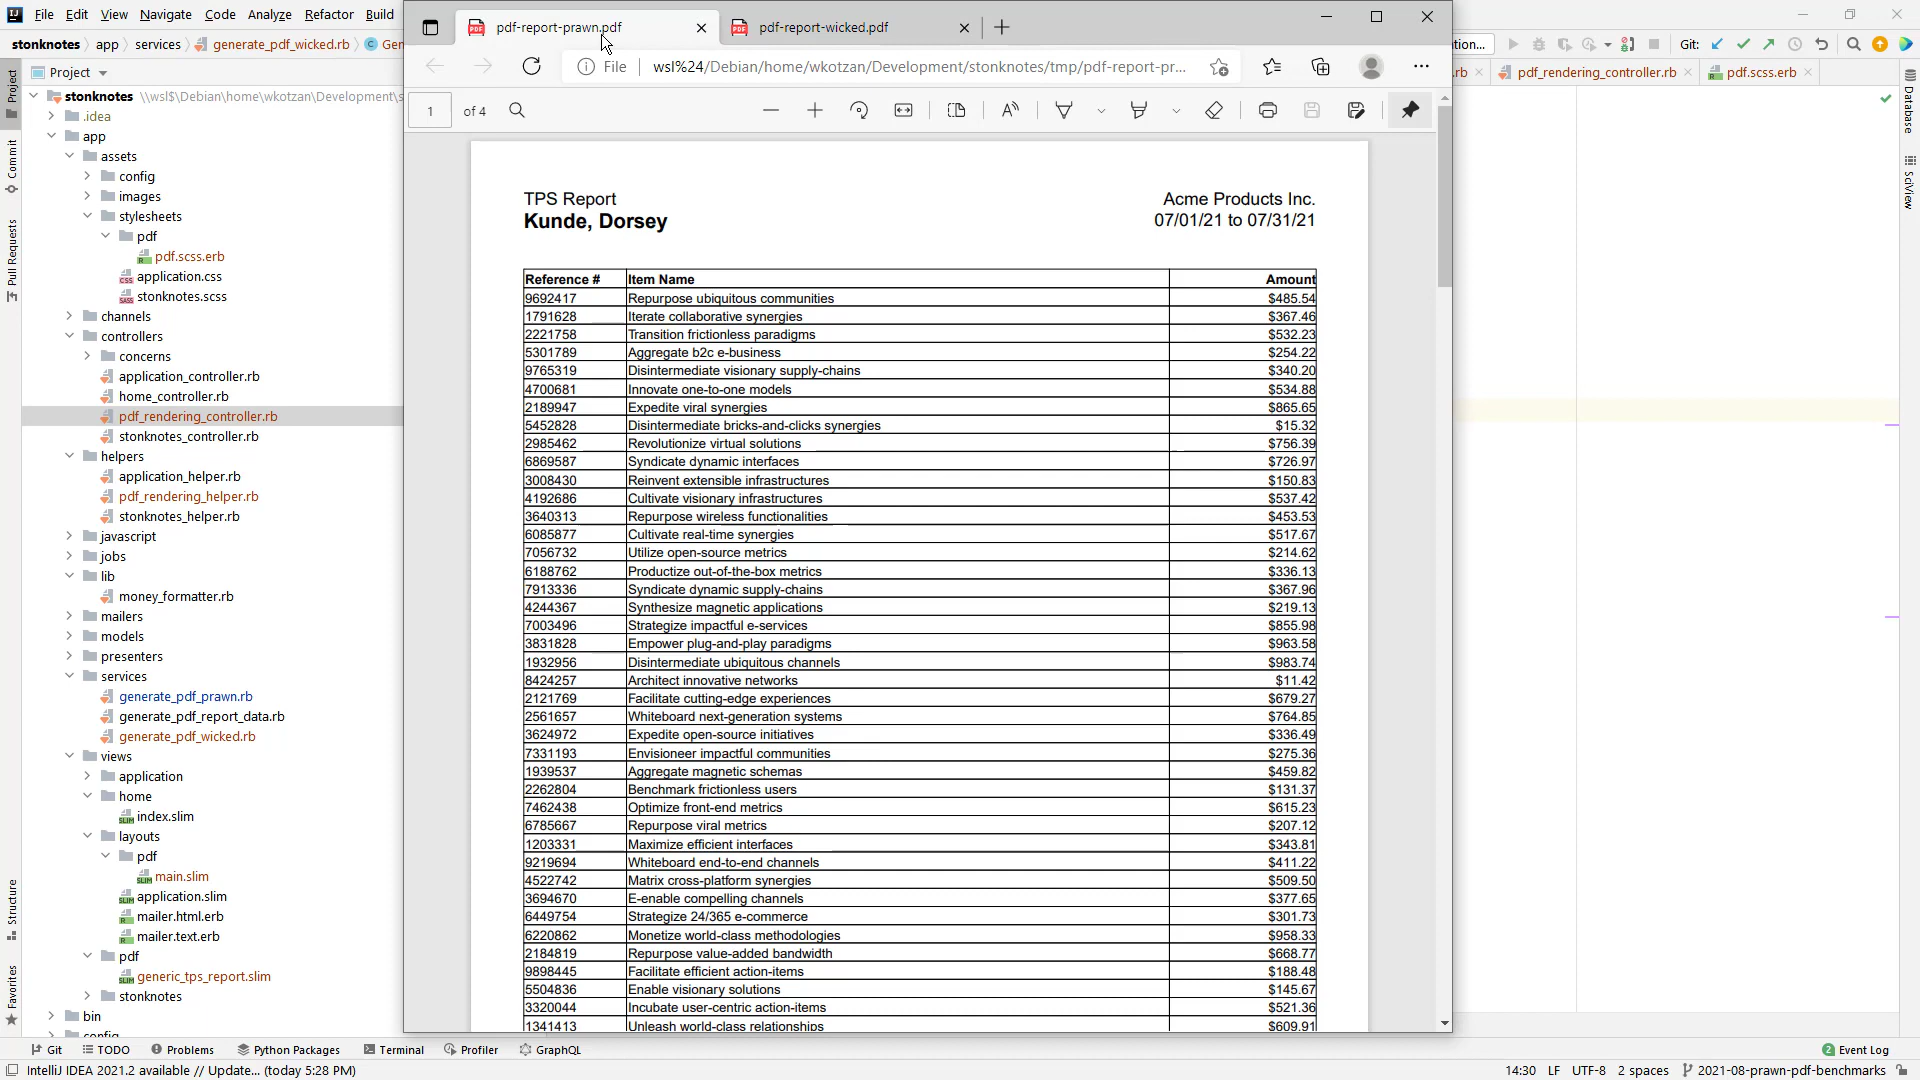 File Edit View Navigate Code Analyze Refactor Build
stonknotes app services generate_pdf_wicked.rb Gen
Project
stonknotes \\wsl$\Debian\home\wkotzan\Development\s
.idea
app
assets
config
images
stylesheets
pdf
pdf.scss.erb
application.css
stonknotes.scss
channels
controllers
concerns
application_controller.rb
home_controller.rb
pdf_rendering_controller.rb
stonknotes_controller.rb
helpers
application_helper.rb
pdf_rendering_helper.rb
stonknotes_helper.rb
javascript
jobs
lib
money_formatter.rb
mailers
models
presenters
services
generate_pdf_prawn.rb
generate_pdf_report_data.rb
generate_pdf_wicked.rb
views
application
home
index.slim
layouts
pdf
main.slim
application.slim
mailer.html.erb
mailer.text.erb
pdf
generic_tps_report.slim
stonknotes
bin
config
Project
Commit
Pull Requests
Structure
Favorites
pdf-report-prawn.pdf
pdf-report-wicked.pdf
File wsl%24/Debian/home/wkotzan/Development/stonknotes/tmp/pdf-report-pr...
1 of 4
TPS Report Acme Products Inc.
Kunde, Dorsey 07/01/21 to 07/31/21
Reference # Item Name Amount
9692417 Repurpose ubiquitous communities $485.54
1791628 Iterate collaborative synergies $367.46
2221758 Transition frictionless paradigms $532.23
5301789 Aggregate b2c e-business $254.22
9765319 Disintermediate visionary supply-chains $340.20
4700681 Innovate one-to-one models $534.88
2189947 Expedite viral synergies $865.65
5452828 Disintermediate bricks-and-clicks synergies $15.32
2985462 Revolutionize virtual solutions $756.39
6869587 Syndicate dynamic interfaces $726.97
3008430 Reinvent extensible infrastructures $150.83
4192686 Cultivate visionary infrastructures $537.42
3640313 Repurpose wireless functionalities $453.53
6085877 Cultivate real-time synergies $517.67
7056732 Utilize open-source metrics $214.62
6188762 Productize out-of-the-box metrics $336.13
7913336 Syndicate dynamic supply-chains $367.96
4244367 Synthesize magnetic applications $219.13
7003496 Strategize impactful e-services $855.98
3831828 Empower plug-and-play paradigms $963.58
1932956 Disintermediate ubiquitous channels $983.74
8424257 Architect innovative networks $11.42
2121769 Facilitate cutting-edge experiences $679.27
2561657 Whiteboard next-generation systems $764.85
3624972 Expedite open-source initiatives $336.49
7331193 Envisioneer impactful communities $275.36
1939537 Aggregate magnetic schemas $459.82
2262804 Benchmark frictionless users $131.37
7462438 Optimize front-end metrics $615.23
6785667 Repurpose viral metrics $207.12
1203331 Maximize efficient interfaces $343.81
9219694 Whiteboard end-to-end channels $411.22
4522742 Matrix cross-platform synergies $509.50
3694670 E-enable compelling channels $377.65
6449754 Strategize 24/365 e-commerce $301.73
6220862 Monetize world-class methodologies $958.33
2184819 Repurpose value-added bandwidth $668.77
9898445 Facilitate efficient action-items $188.48
5504836 Enable visionary solutions $145.67
3320044 Incubate user-centric action-items $521.36
1341413 Unleash world-class relationships $609.91
ation... Git:
.rb pdf_rendering_controller.rb pdf.scss.erb
Database
SciView
Git TODO Problems Python Packages Terminal Profiler GraphQL 2 Event Log
IntelliJ IDEA 2021.2 available // Update... (today 5:28 PM) 14:30 LF UTF-8 2 spaces 2021-08-prawn-pdf-benchmarks